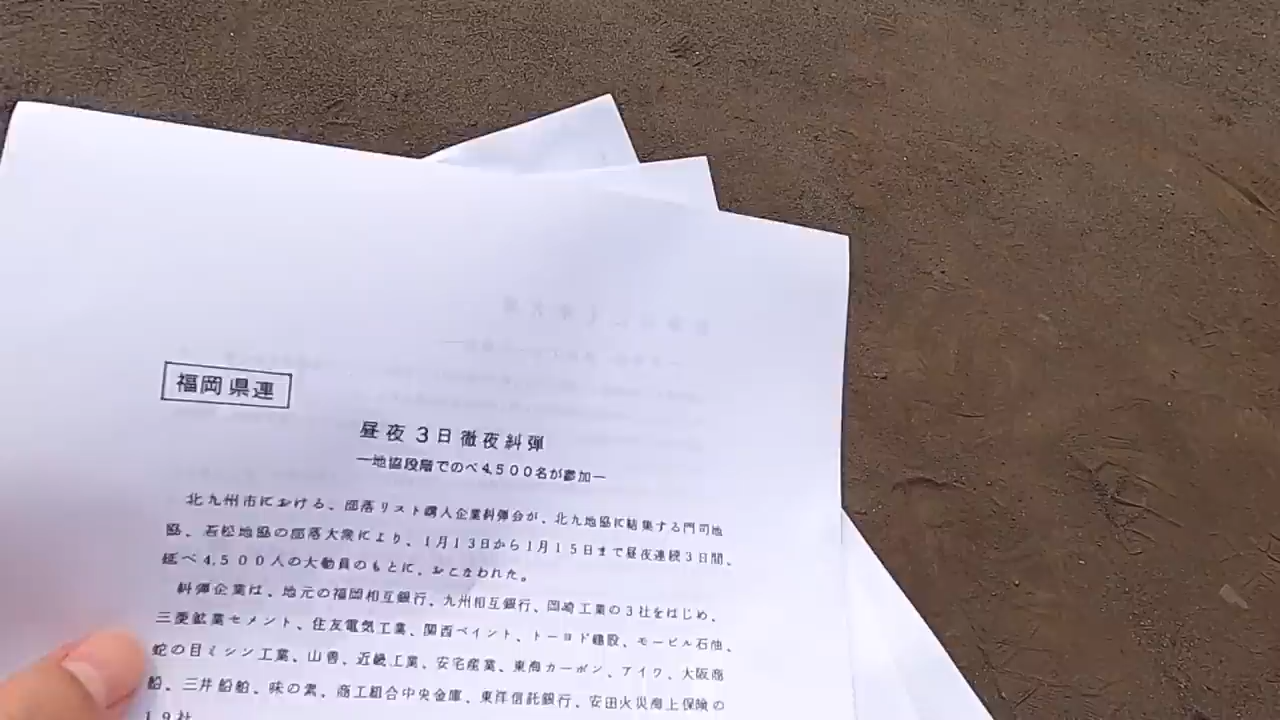 福岡県連
昼夜3日徹夜糾弾
―地協段階でのべ4,500名が参加―
北九州市における、部落リスト購入企業糾弾会が、北九地協に結集する門司地
協、若松地協の部落大衆により、1月13日から1月15日まで昼夜連続3日間、
延べ4,500人の大動員のもとに、おこなわれた。
糾弾企業は、地元の福岡相互銀行、九州相互銀行、岡崎工業の3社をはじめ、
三菱鉱業セメント、住友電気工業、関西ペイント、トーヨド建設、モービル石油、
蛇の目ミシン工業、山善、近畿工業、安宅産業、東海カーボン、アイワ、大阪商
船、三井船舶、味の素、商工組合中央金庫、東洋信託銀行、安田火災海上保険の
19社